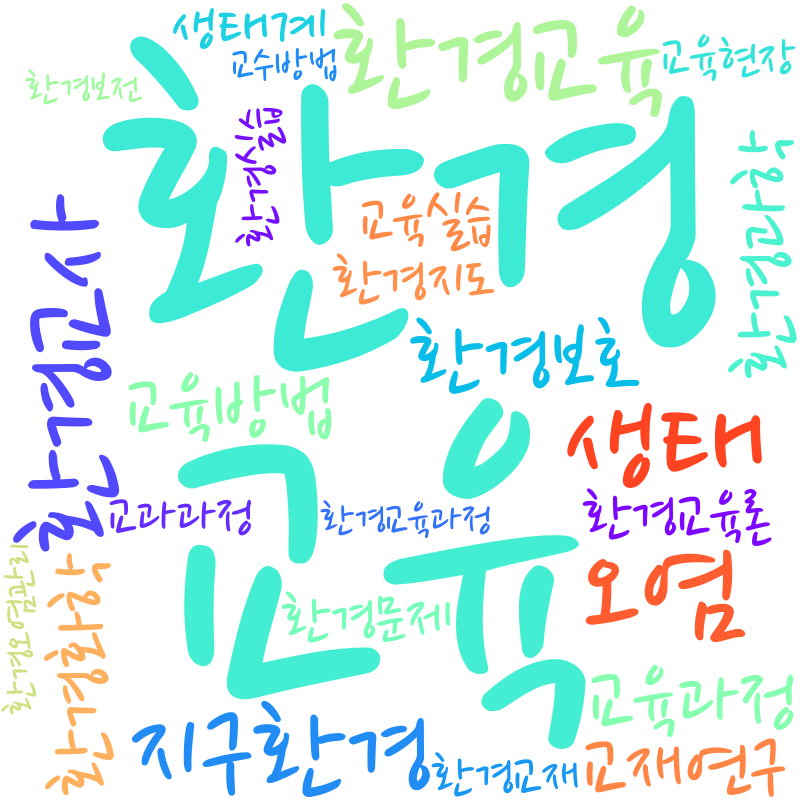 생태계
환경교육
교수방법
교육현장
환경보전
환경
환경과학
교육실습
환경지도
환경교사
환경보호
교육방법
생태
교육
교과과정
환경교육과정
환경교육론
오염
환경화학
환경문제
환경오염관리
교육과정
지구환경
환경교재
교재연구